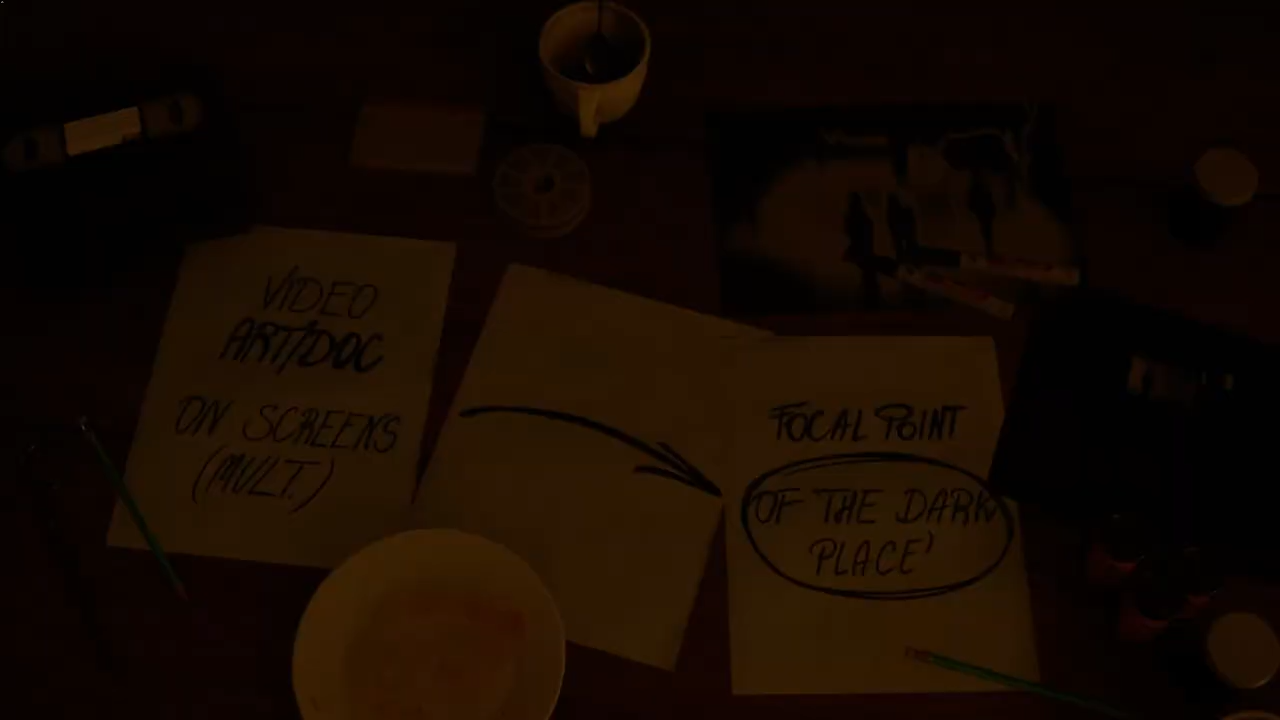 VIDEO
ART/DOC
ON SCREENS
(MULT.)
FOCAL POINT
OF THE DARK
PLACE'